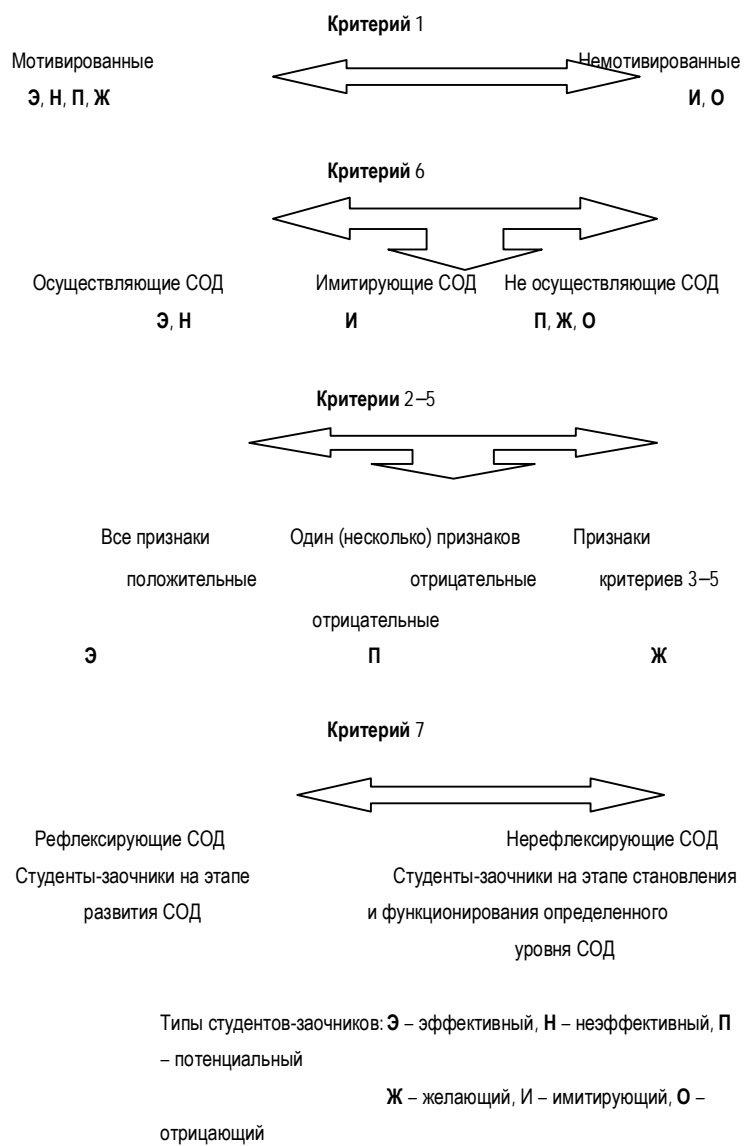 Критерий 1
Мотивированные Немотивированные
Э, Н, П, Ж И, О
Критерий 6
Осуществляющие СОД Имитирующие СОД Не осуществляющие СОД
Э, Н И П, Ж, О
Критерии 2–5
Все признаки Один (несколько) признаков Признаки
положительные отрицательные критериев 3–5
отрицательные
Э П Ж
Критерий 7
Рефлексирующие СОД Нерефлексирующие СОД
Студенты-заочники на этапе Студенты-заочники на этапе становления
развития СОД и функционирования определенного
уровня СОД
Типы студентов-заочников: Э – эффективный, Н – неэффективный, П
– потенциальный
Ж – желающий, И – имитирующий, О –
отрицающий